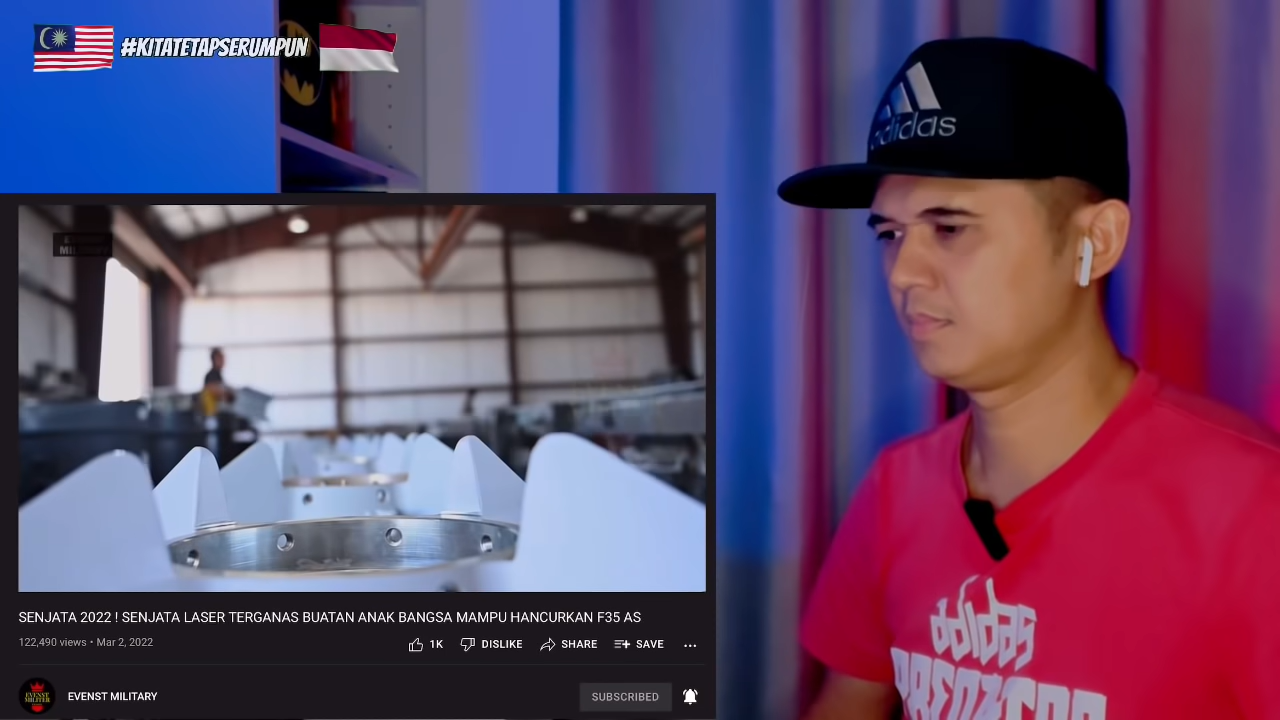 #KITATETAPSERUMPUN
adidas
SENJATA 2022 ! SENJATA LASER TERGANAS BUATAN ANAK BANGSA MAMPU HANCURKAN F35 AS
122,490 views • Mar 2, 2022
1K
DISLIKE
SHARE
SAVE
EVENST MILITARY
SUBSCRIBED
adidas